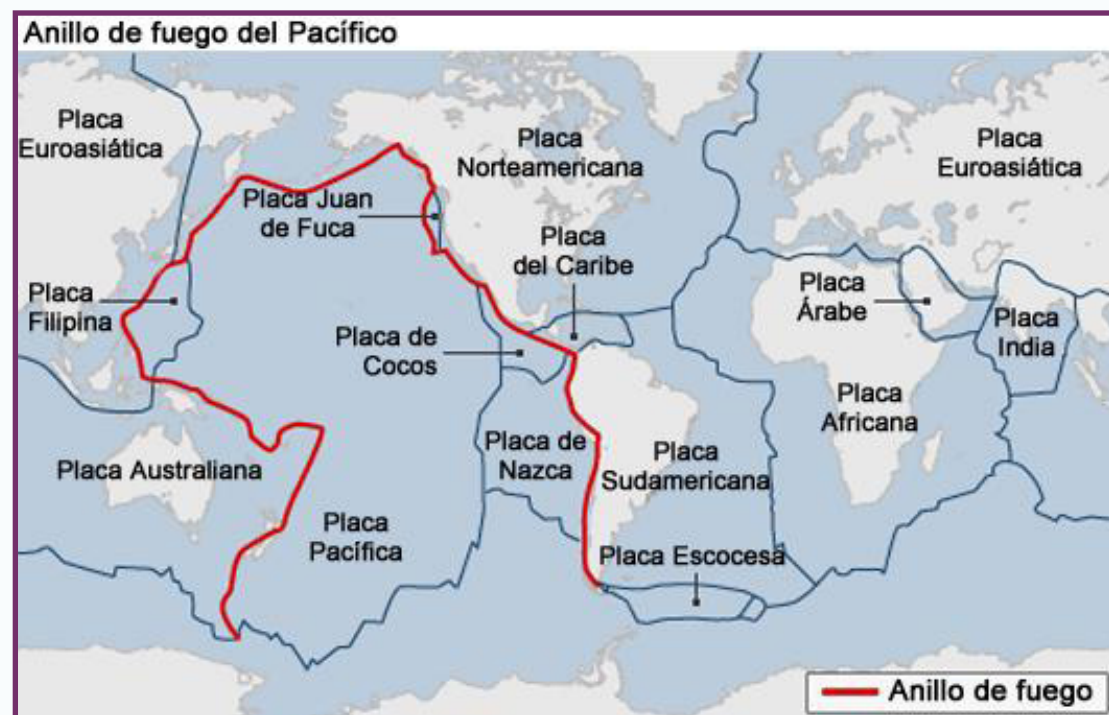 Anillo de fuego del Pacífico
Placa
Euroasiática
Placa
Norteamericana
Placa
Euroasiática
Placa Juan
de Fuca
Placa
del Caribe
Placa
Filipina
Placa
Árabe
Placa
India
Placa de
Cocos
Placa
Africana
Placa Australiana
Placa de
Nazca
Placa
Sudamericana
Placa
Pacífica
Placa Escocesa
Anillo de fuego